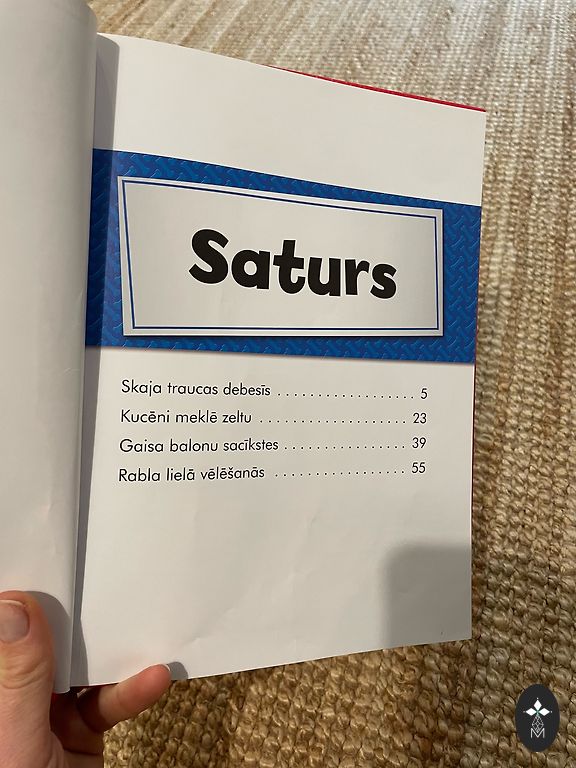 Saturs
Skaja traucas debesīs . . . . . . . . . . . . . . . . . 5
Kucēni meklē zeltu . . . . . . . . . . . . . . . . . . 23
Gaisa balonu sacīkstes . . . . . . . . . . . . . . . 39
Rabla lielā vēlēšanās . . . . . . . . . . . . . . . . 55